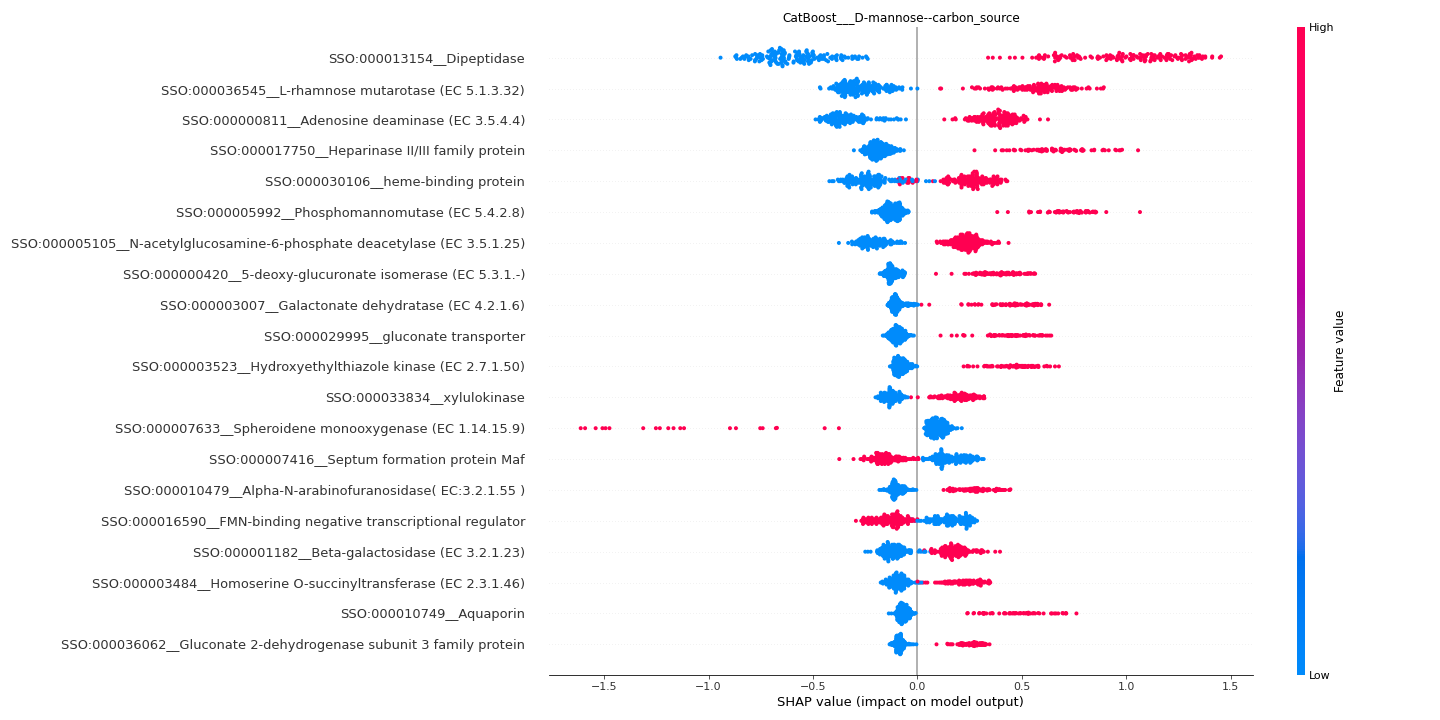 CatBoost___D-mannose--carbon_source
High
SSO:000013154__Dipeptidase
SSO:000036545__L-rhamnose mutarotase (EC 5.1.3.32)
SSO:000000811__Adenosine deaminase (EC 3.5.4.4)
SSO:000017750__Heparinase II/III family protein
SSO:000030106__heme-binding protein
SSO:000005992__Phosphomannomutase (EC 5.4.2.8)
SSO:000005105__N-acetylglucosamine-6-phosphate deacetylase (EC 3.5.1.25)
SSO:000000420__5-deoxy-glucuronate isomerase (EC 5.3.1.-)
SSO:000003007__Galactonate dehydratase (EC 4.2.1.6)
SSO:000029995__gluconate transporter
SSO:000003523__Hydroxyethylthiazole kinase (EC 2.7.1.50)
SSO:000033834__xylulokinase
SSO:000007633__Spheroidene monooxygenase (EC 1.14.15.9)
SSO:000007416__Septum formation protein Maf
SSO:000010479__Alpha-N-arabinofuranosidase( EC:3.2.1.55 )
SSO:000016590__FMN-binding negative transcriptional regulator
SSO:000001182__Beta-galactosidase (EC 3.2.1.23)
SSO:000003484__Homoserine O-succinyltransferase (EC 2.3.1.46)
SSO:000010749__Aquaporin
SSO:000036062__Gluconate 2-dehydrogenase subunit 3 family protein
Feature value
Low
−1.5 −1.0 −0.5 0.0 0.5 1.0 1.5
SHAP value (impact on model output)